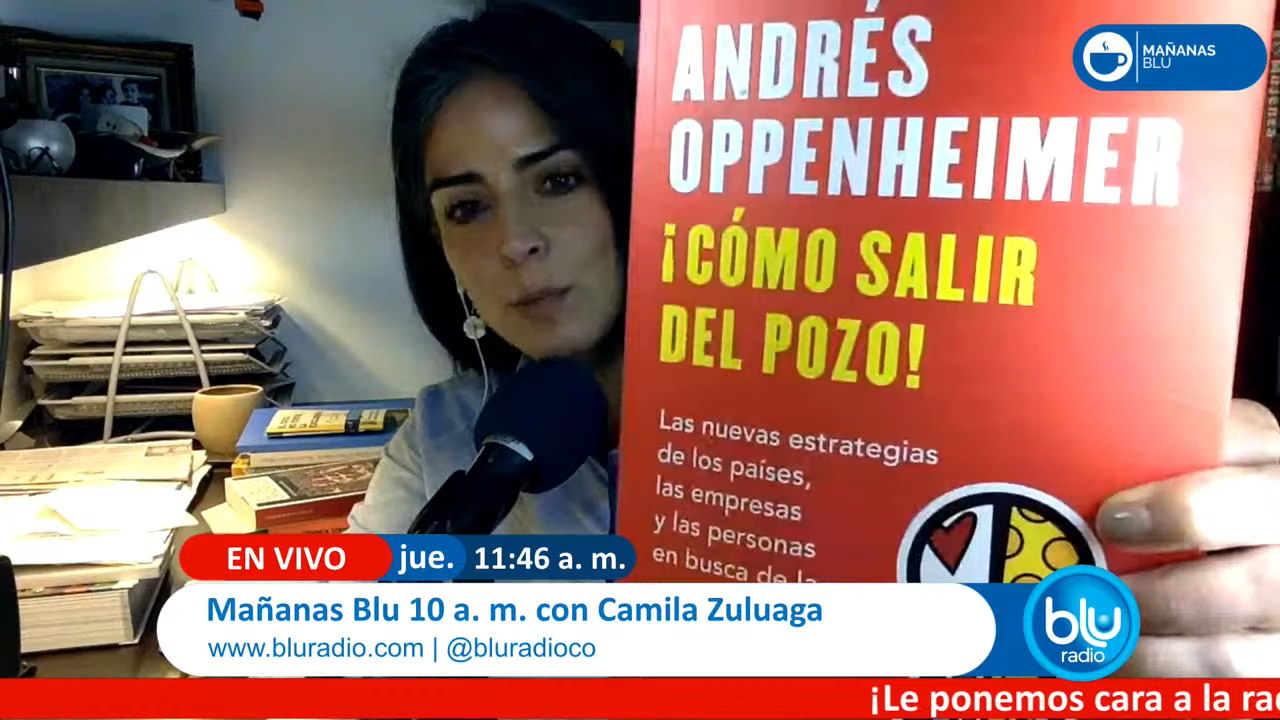 MAÑANAS
BLU
ANDRÉS
OPPENHEIMER
¡CÓMO SALIR
DEL POZO!
Las nuevas estrategias
de los países,
las empresas
y las personas
en busca de la
EN VIVO jue. 11:46 a. m.
Mañanas Blu 10 a. m. con Camila Zuluaga
www.bluradio.com | @bluradioco
blu
radio
¡Le ponemos cara a la